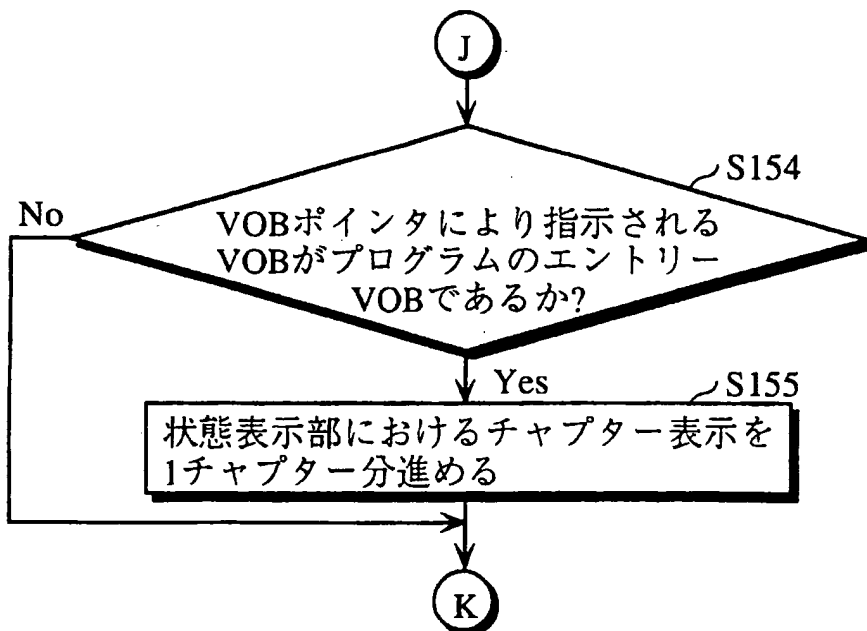 J
S154
No
VOBポインタにより指示される
VOBがプログラムのエントリー
VOBであるか?
Yes
S155
状態表示部におけるチャプター表示を
1チャプター分進める
K